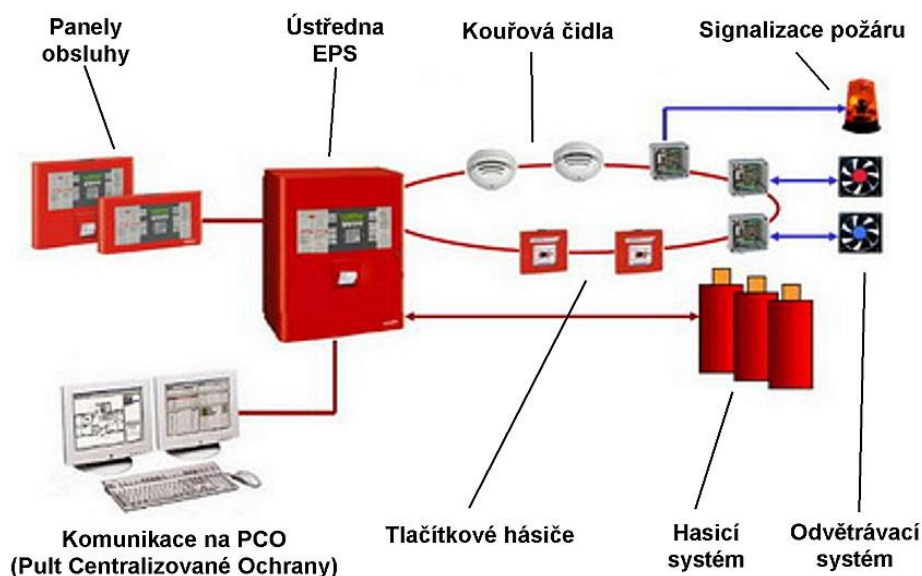 Panely
obsluhy
Ústředna
EPS
Kouřová čidla
Signalizace požáru
Komunikace na PCO
(Pult Centralizované Ochrany)
Tlačítkové hásiče
Hasicí
systém
Odvětrávací
systém